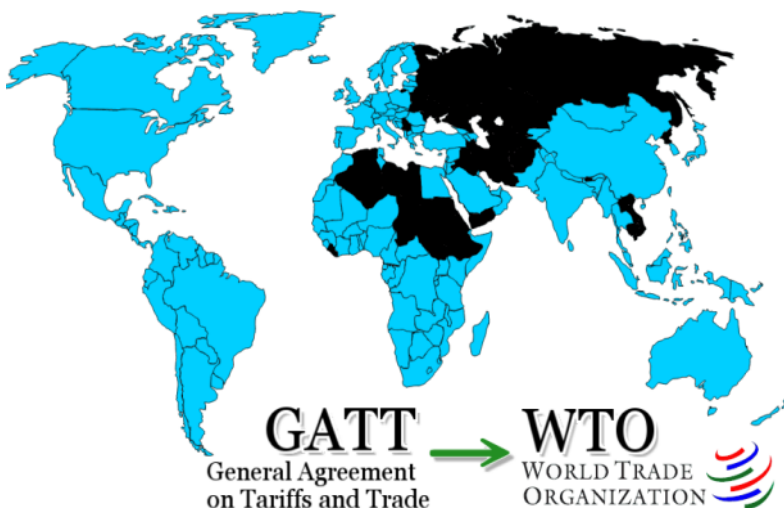 GATT
General Agreement
on Tariffs and Trade
WTO
WORLD TRADE
ORGANIZATION